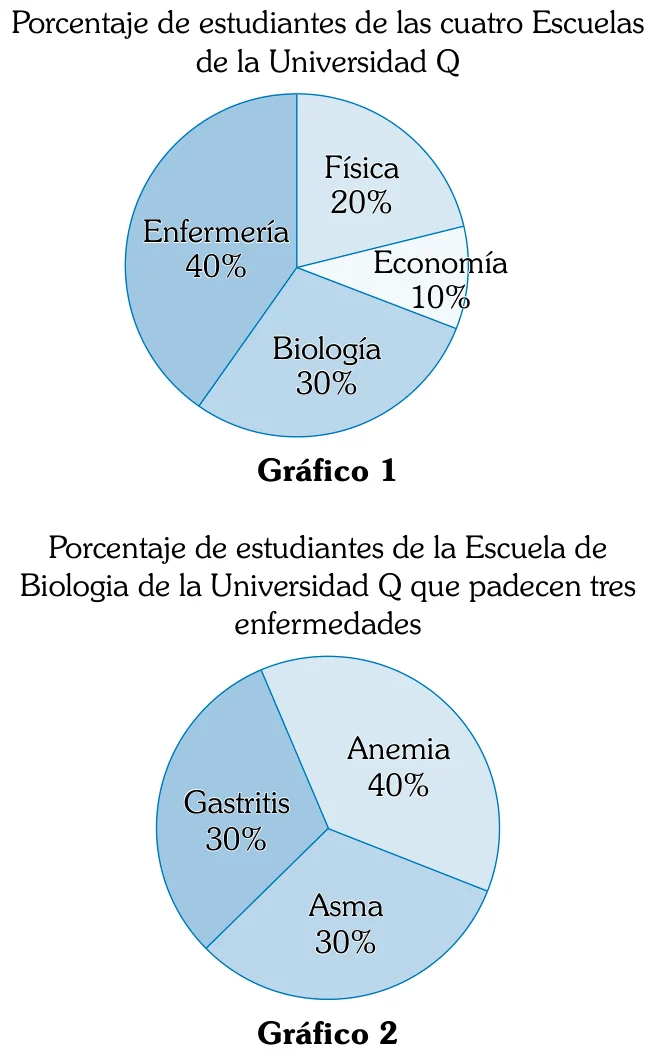 Porcentaje de estudiantes de las cuatro Escuelas
de la Universidad Q
Física
20%
Enfermería
40%
Economía
10%
Biología
30%
Gráfico 1
Porcentaje de estudiantes de la Escuela de
Biologia de la Universidad Q que padecen tres
enfermedades
Anemia
40%
Gastritis
30%
Asma
30%
Gráfico 2